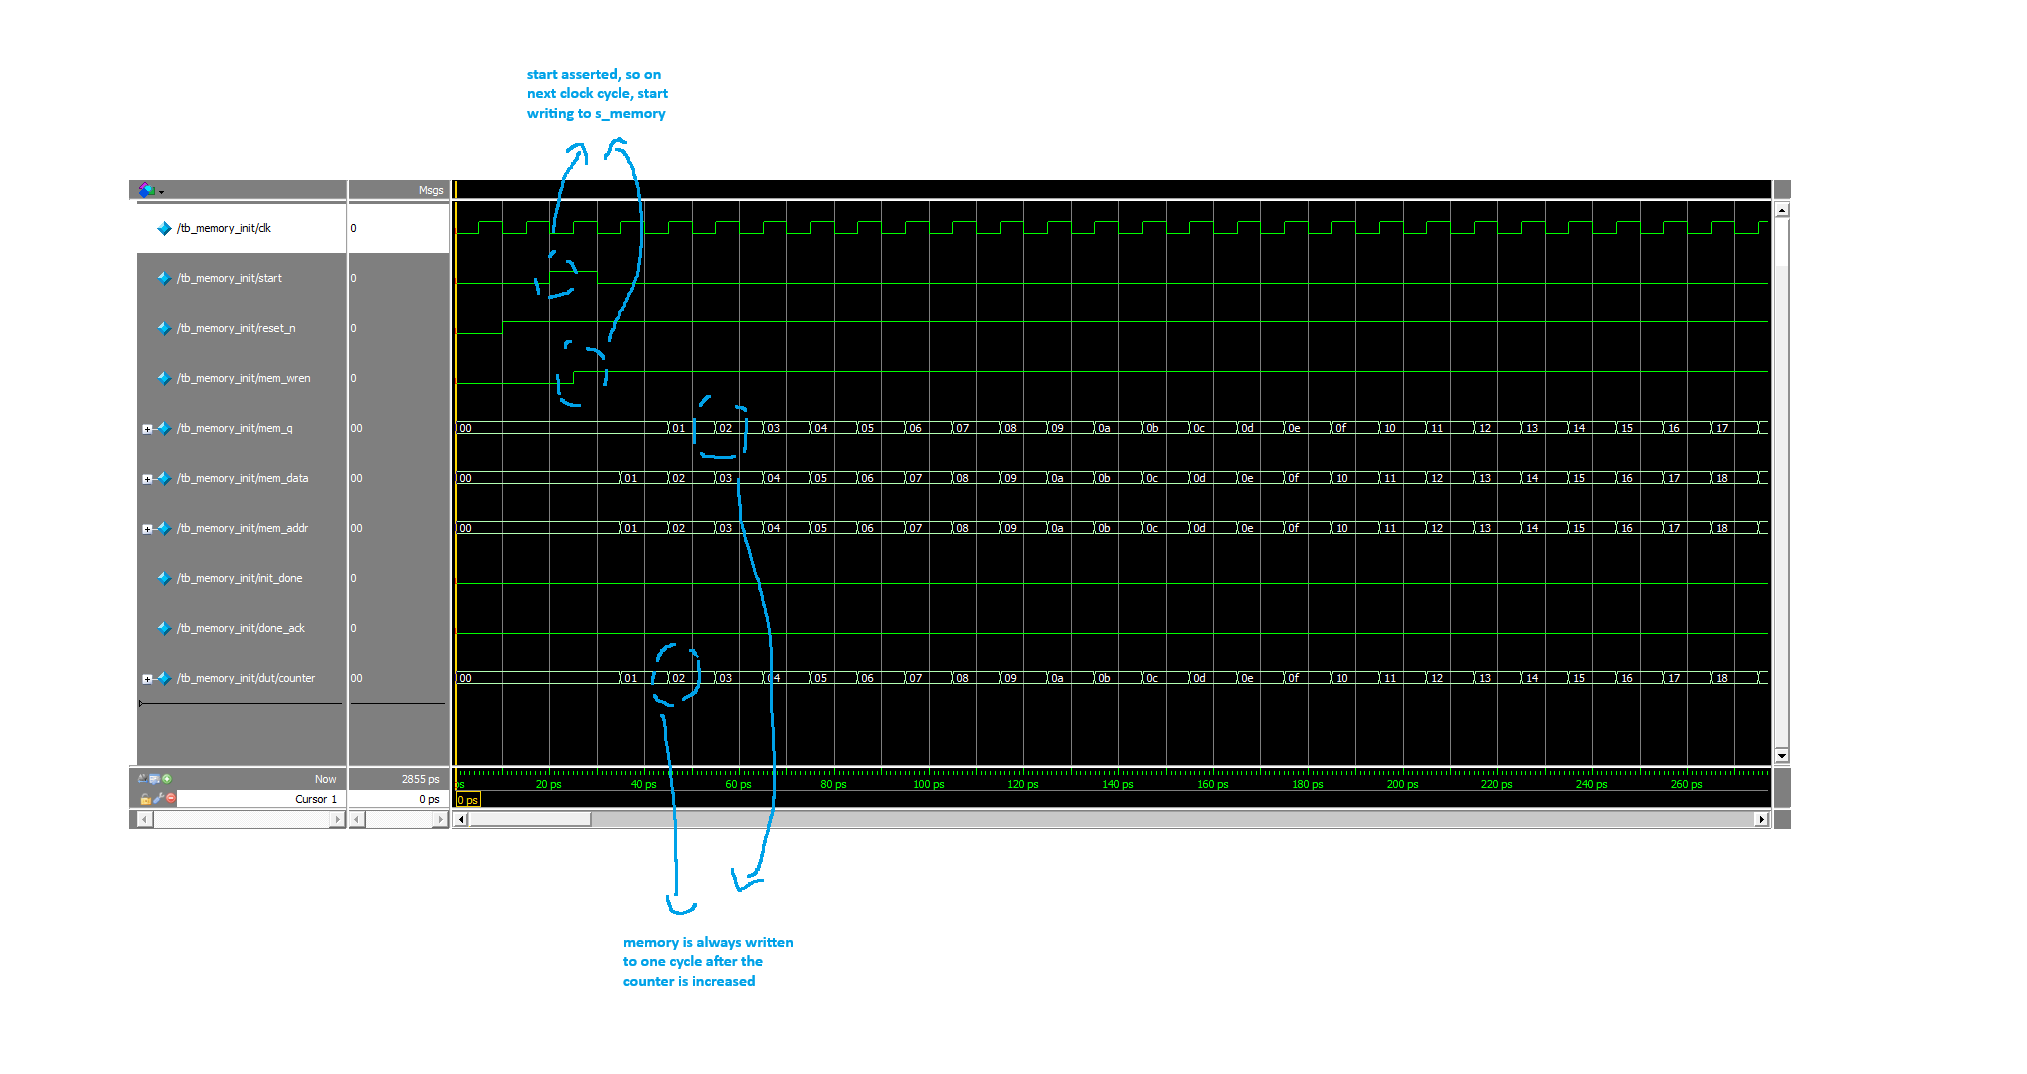 start asserted, so on
next clock cycle, start
writing to s_memory
Msgs
/tb_memory_init/clk 0
/tb_memory_init/start 0
/tb_memory_init/reset_n 0
/tb_memory_init/mem_wren 0
/tb_memory_init/mem_q 00 00 01 02 03 04 05 06 07 08 09 0a 0b 0c 0d 0e 0f 10 11 12 13 14 15 16 17
/tb_memory_init/mem_data 00 00 01 02 03 04 05 06 07 08 09 0a 0b 0c 0d 0e 0f 10 11 12 13 14 15 16 17 18
/tb_memory_init/mem_addr 00 00 01 02 03 04 05 06 07 08 09 0a 0b 0c 0d 0e 0f 10 11 12 13 14 15 16 17 18
/tb_memory_init/init_done 0
/tb_memory_init/done_ack 0
/tb_memory_init/dut/counter 00 00 01 02 03 04 05 06 07 08 09 0a 0b 0c 0d 0e 0f 10 11 12 13 14 15 16 17 18
Now 2855 ps ps 20 ps 40 ps 60 ps 80 ps 100 ps 120 ps 140 ps 160 ps 180 ps 200 ps 220 ps 240 ps 260 ps
Cursor 1 0 ps 0 ps
memory is always written
to one cycle after the
counter is increased